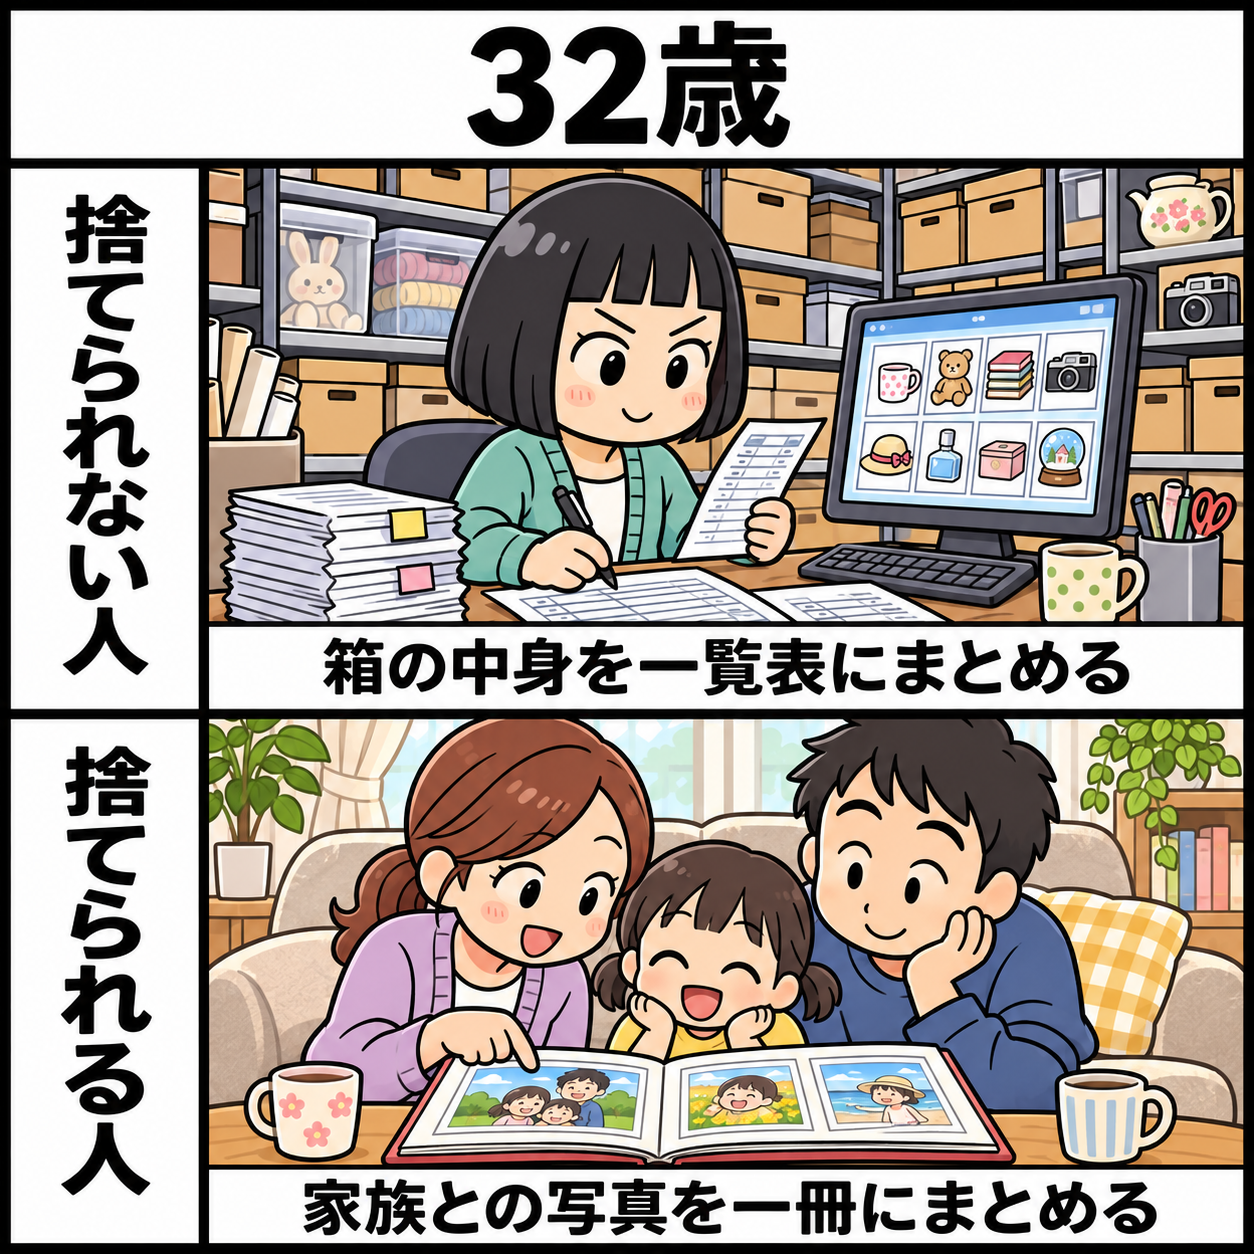 32歳
捨てられない人
箱の中身を一覧表にまとめる
捨てられる人
家族との写真を一冊にまとめる